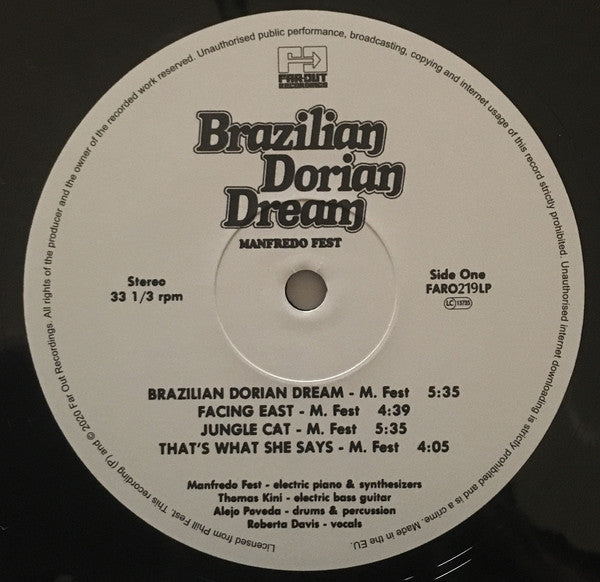 FAR-OUT
RECORDINGS
Brazilian
Dorian
Dream
MANFREDO FEST
Stereo
33 1/3 rpm
Side One
FARO219LP
LC 13735
BRAZILIAN DORIAN DREAM - M. Fest 5:35
FACING EAST - M. Fest 4:39
JUNGLE CAT - M. Fest 5:35
THAT'S WHAT SHE SAYS - M. Fest 4:05
Manfredo Fest - electric piano & synthesizers
Thomas Kini - electric bass guitar
Alejo Poveda - drums & percussion
Roberta Davis - vocals
Licensed from Phill Fest. This recording (P) and © 2020 Far Out Recordings. All rights of the producer and the owner of the recorded work reserved. Unauthorised public performance, broadcasting, copying and internet usage of this record strictly prohibited. Unauthorised internet downloading is strictly prohibited and is a crime. Made in the EU.